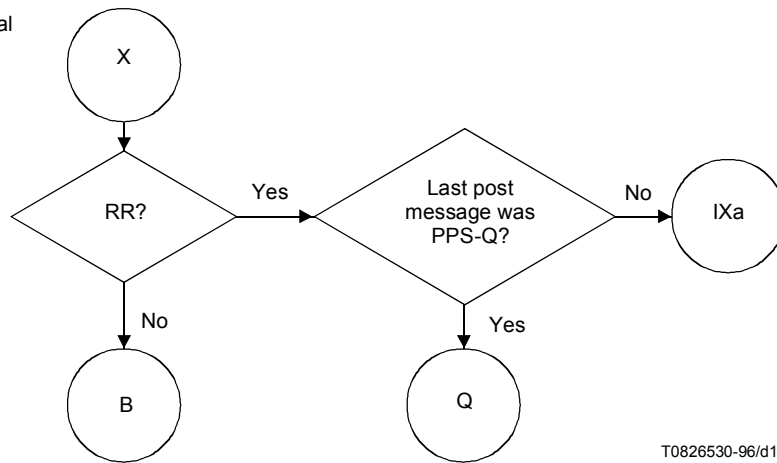 al
X
RR?
Yes
Last post
message was
PPS-Q?
No
IXa
No
Yes
B
Q
T0826530-96/d1